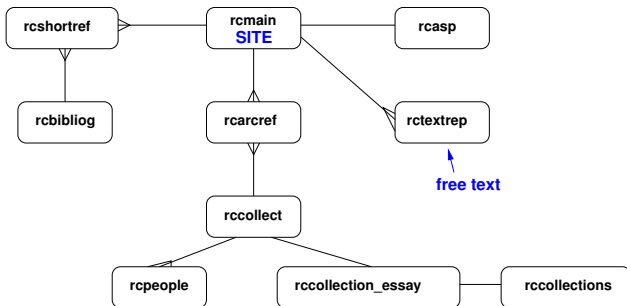 rcshortref
rcmain
SITE
rcasp
rcbibliog
rcarcref
rctextrep
free text
rccollect
rcpeople
rccollection_essay
rccollections